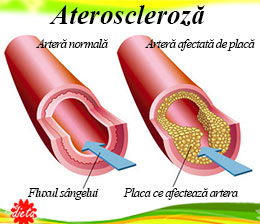 Ateroscleroză
Arteră normală
Arteră afectată de placă
Fluxul sângelui
Placa ce afectează artera
dieta